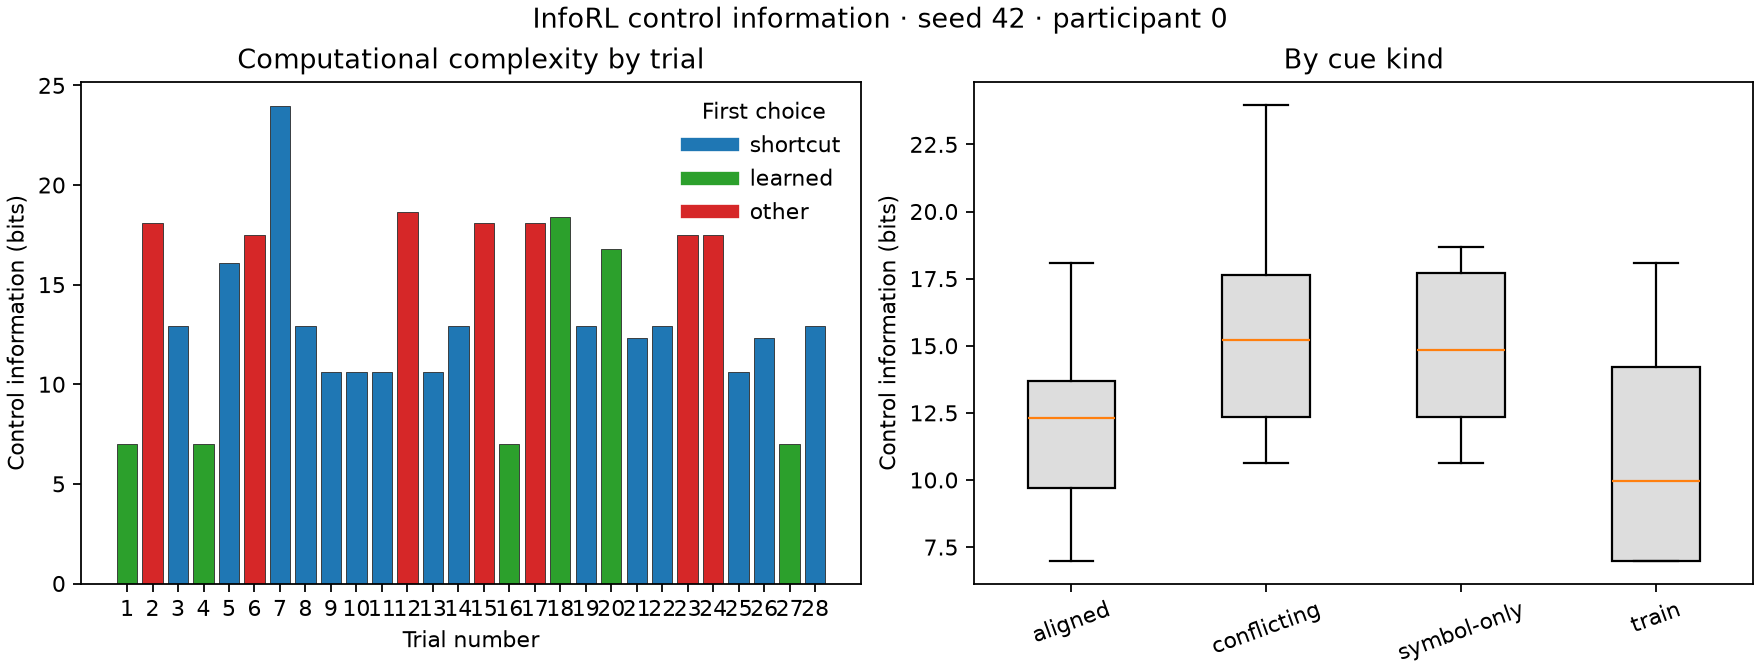 InfoRL control information · seed 42 · participant 0
Computational complexity by trial
Control information (bits)
25
20
15
10
5
0
First choice
shortcut
learned
other
1 2 3 4 5 6 7 8 9 10 11 12 13 14 15 16 17 18 19 20 21 22 23 24 25 26 27 28
Trial number
By cue kind
Control information (bits)
22.5
20.0
17.5
15.0
12.5
10.0
7.5
aligned
conflicting
symbol-only
train